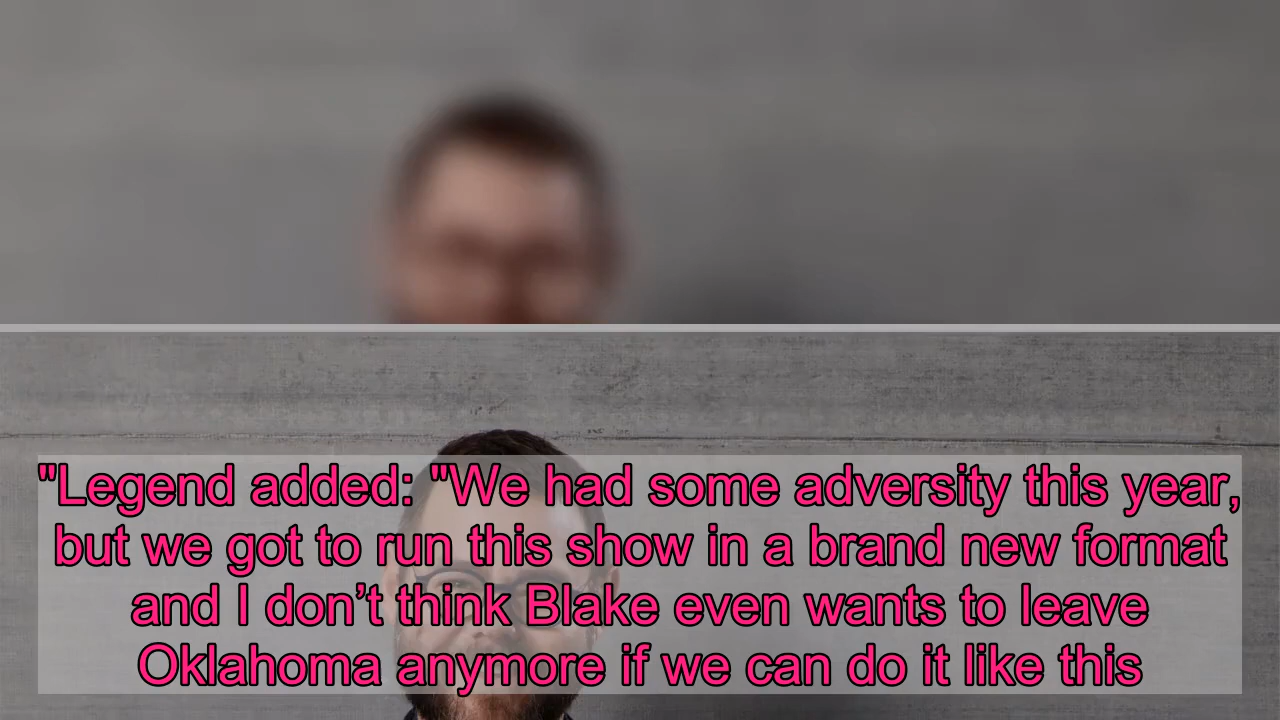 "Legend added: "We had some adversity this year,
but we got to run this show in a brand new format
and I don’t think Blake even wants to leave
Oklahoma anymore if we can do it like this